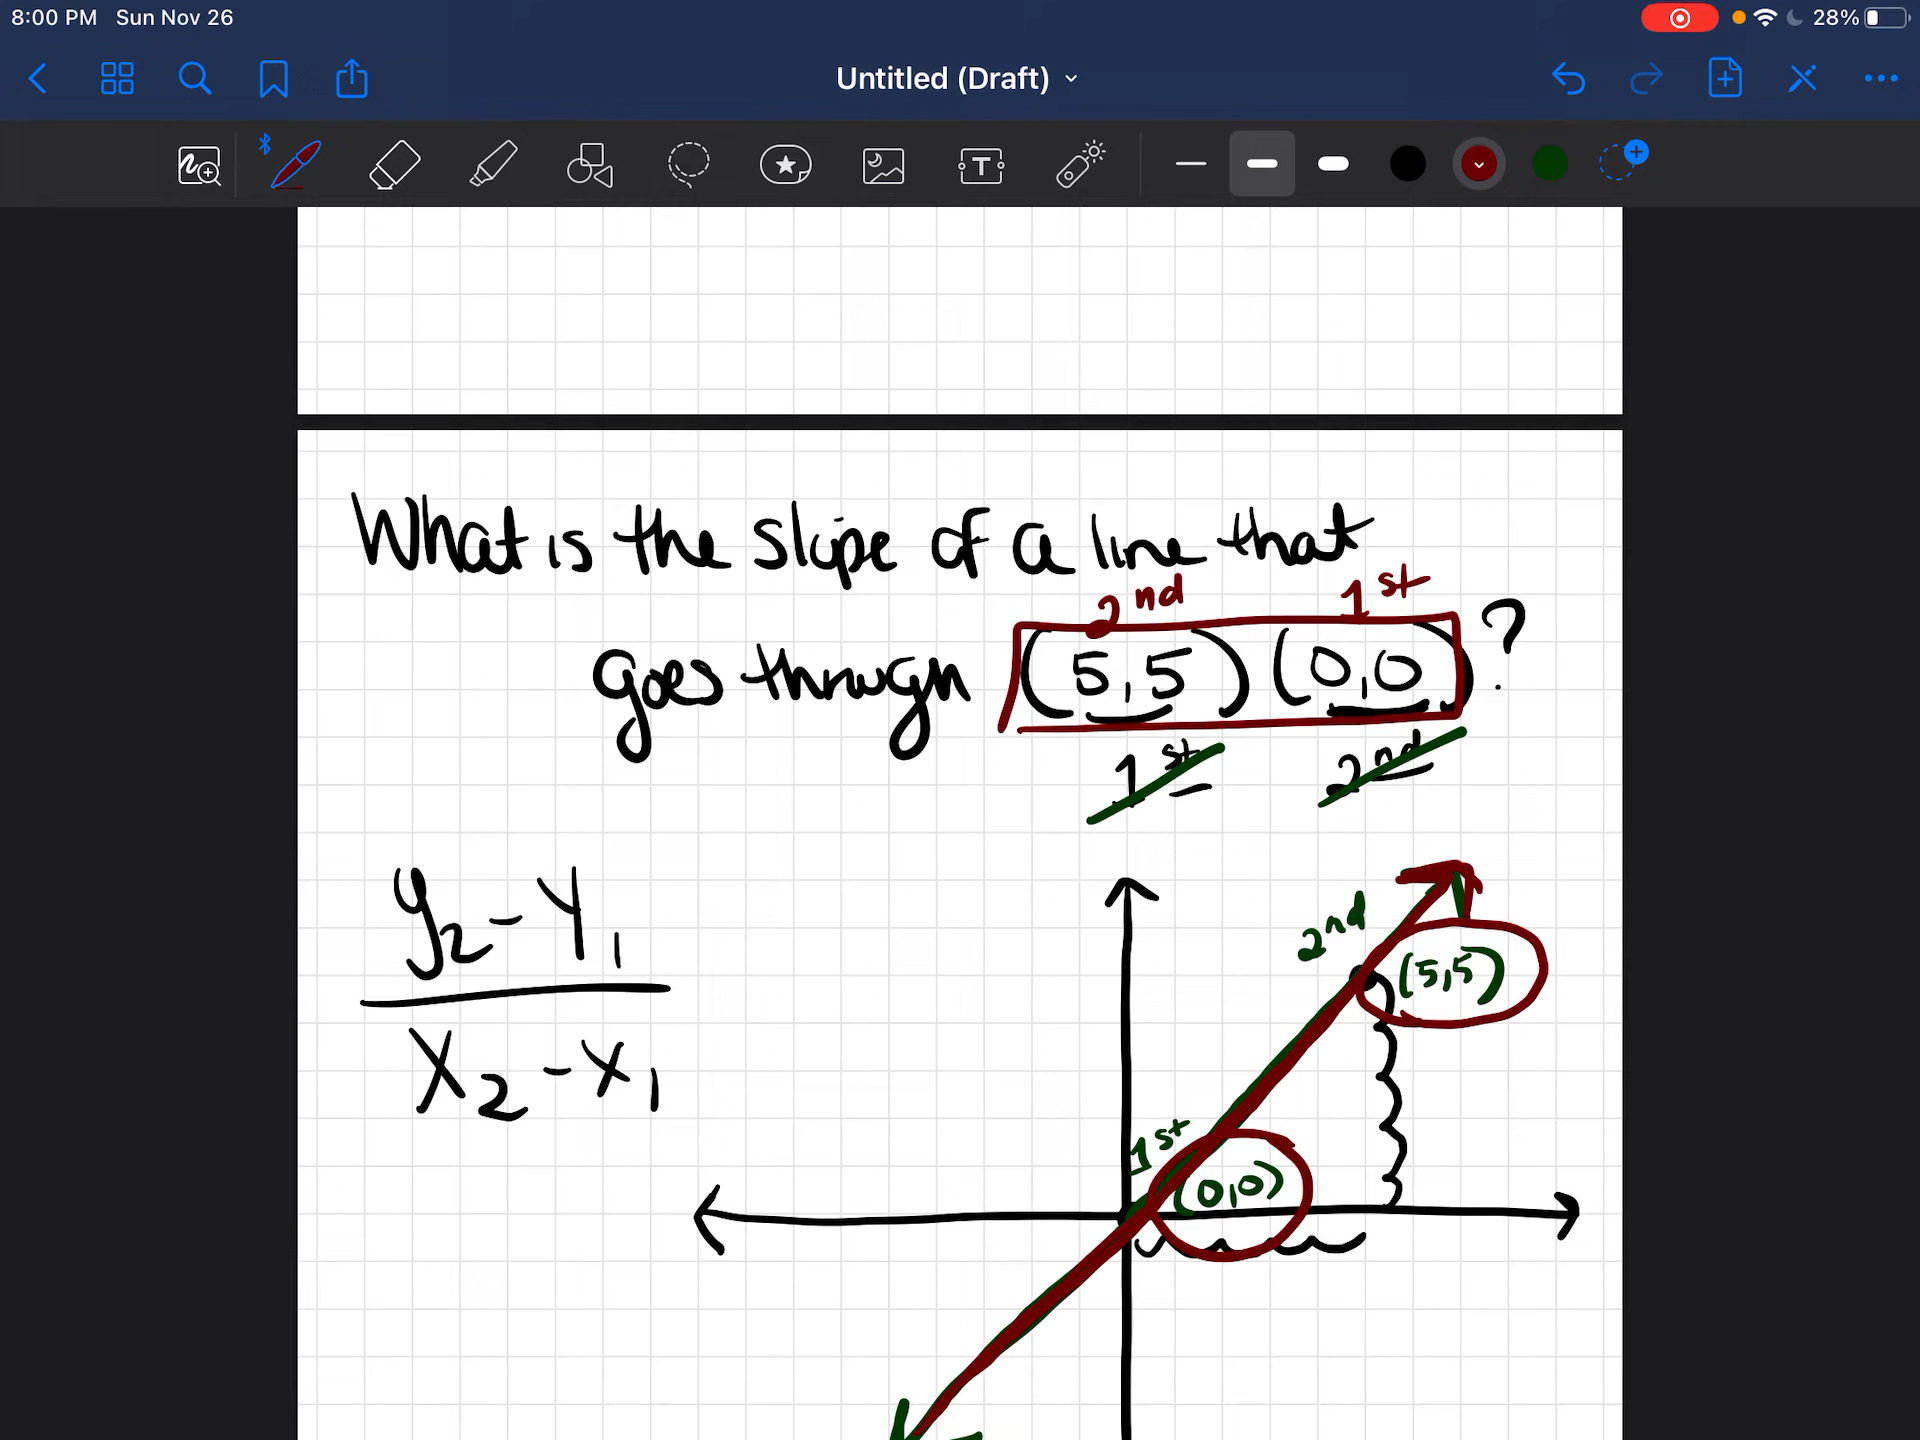 8:00 PM Sun Nov 26
28%
Untitled (Draft)
T
What is the slope of a line that
2nd 1st
goes through (5,5) (0,0) ?
1st 2nd
y2 - y1
x2 - x1
2nd
(5,5)
1st
(0,0)